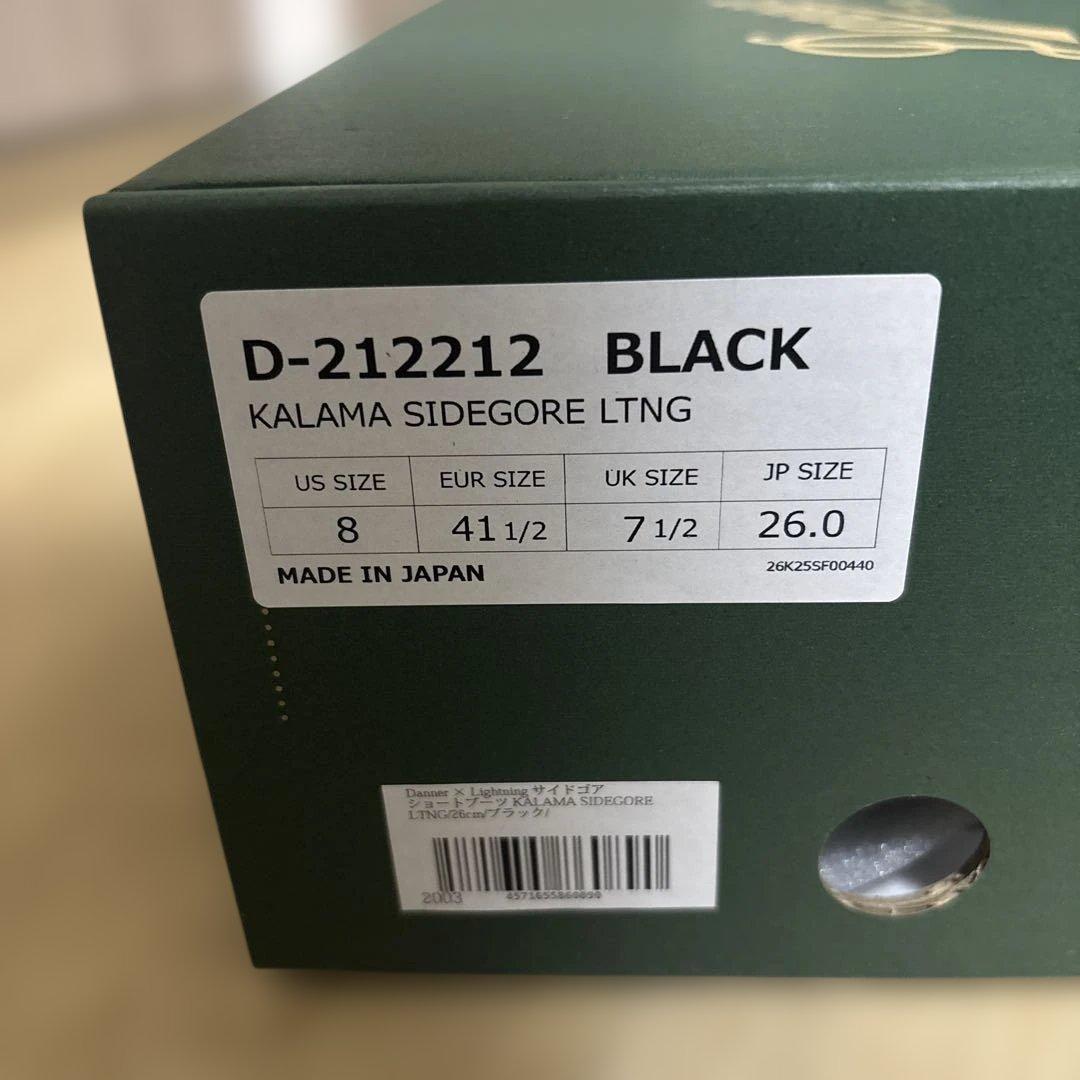 D-212212 BLACK
KALAMA SIDEGORE LTNG
US SIZE EUR SIZE UK SIZE JP SIZE
8 41 1/2 7 1/2 26.0
MADE IN JAPAN 26K25SF00440
Danner × Lightning サイドゴア
ショートブーツ KALAMA SIDEGORE
LTNG/26cm/ブラック/
2003